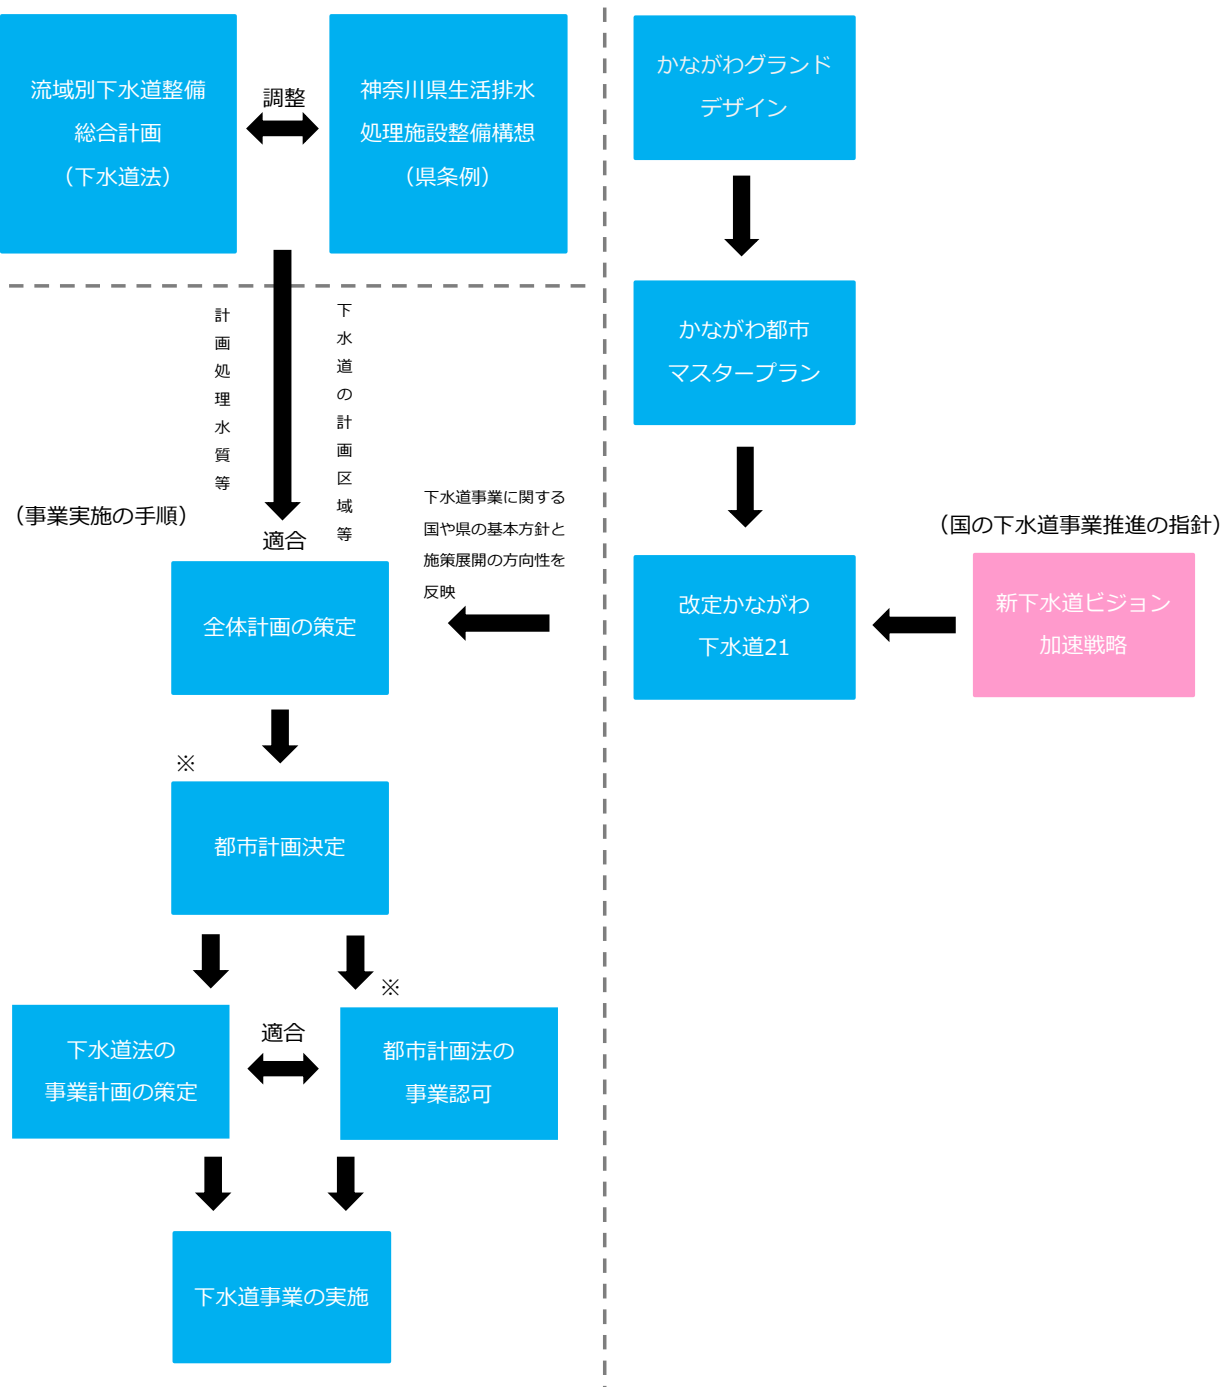 流域別下水道整備
総合計画
（下水道法）
調整
神奈川県生活排水
処理施設整備構想
（県条例）
計画処理水質等
下水道の計画区域等
（事業実施の手順）
適合
下水道事業に関する
国や県の基本方針と
施策展開の方向性を
反映
全体計画の策定
※
都市計画決定
※
下水道法の
事業計画の策定
適合
都市計画法の
事業認可
下水道事業の実施
かながわグランド
デザイン
かながわ都市
マスタープラン
改定かながわ
下水道21
（国の下水道事業推進の指針）
新下水道ビジョン
加速戦略